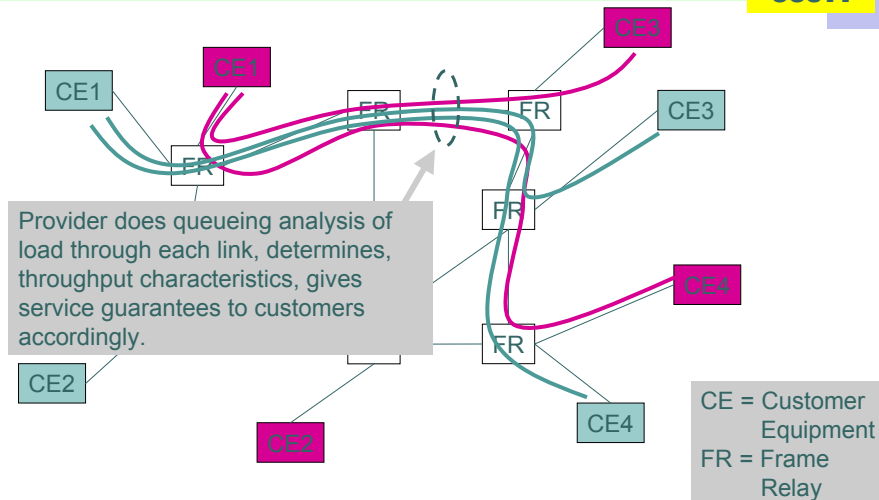 CE3
CE1
CE1
FR
FR
CE3
FR
FR
Provider does queueing analysis of
load through each link, determines,
throughput characteristics, gives
service guarantees to customers
accordingly.
CE4
FR
CE2
CE4
CE2
CE = Customer
Equipment
FR = Frame
Relay